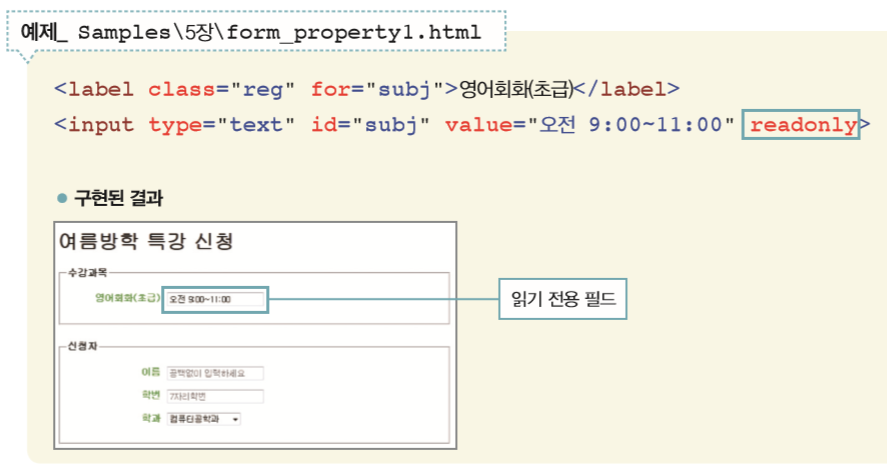 예제_ Samples\5장\form_property1.html
<label class="reg" for="subj">영어회화(초급)</label>
<input type="text" id="subj" value="오전 9:00~11:00" readonly>
● 구현된 결과
여름방학 특강 신청
수강과목
영어회화(초급) 오전 9:00~11:00
읽기 전용 필드
신청자
이름 공백없이 입력하세요
학번 7자리학번
학과 컴퓨터공학과